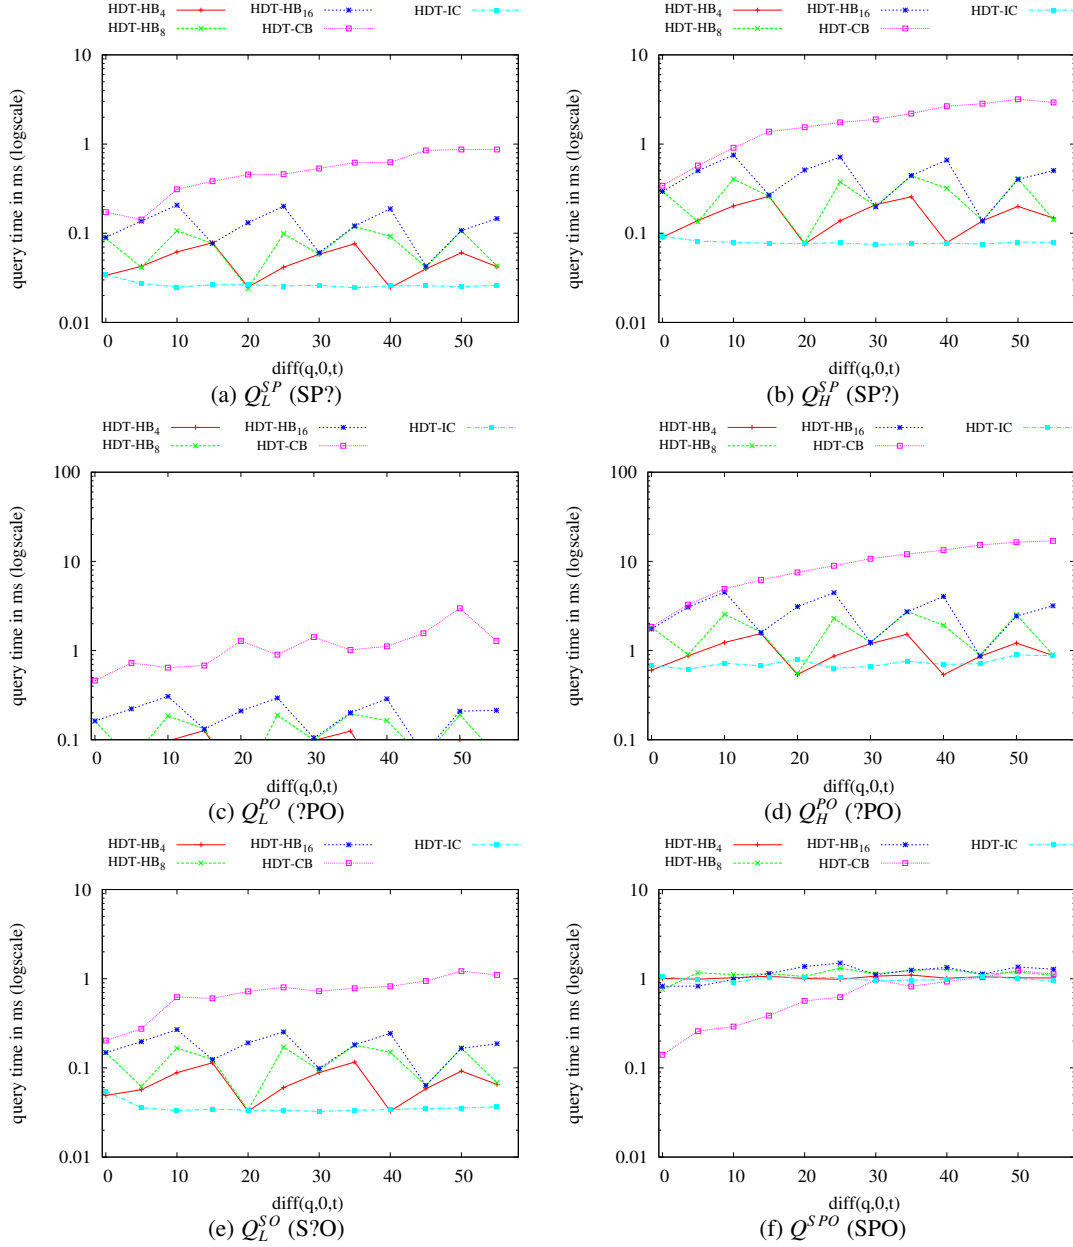 HDT-HB4 HDT-HB16 HDT-IC
HDT-HB8 HDT-CB
query time in ms (logscale)
10
1
0.1
0.01
0 10 20 30 40 50
diff(q,0,t)
(a) Q_L^SP (SP?)
HDT-HB4 HDT-HB16 HDT-IC
HDT-HB8 HDT-CB
query time in ms (logscale)
10
1
0.1
0.01
0 10 20 30 40 50
diff(q,0,t)
(b) Q_H^SP (SP?)
HDT-HB4 HDT-HB16 HDT-IC
HDT-HB8 HDT-CB
query time in ms (logscale)
100
10
1
0.1
0 10 20 30 40 50
diff(q,0,t)
(c) Q_L^PO (?PO)
HDT-HB4 HDT-HB16 HDT-IC
HDT-HB8 HDT-CB
query time in ms (logscale)
100
10
1
0.1
0 10 20 30 40 50
diff(q,0,t)
(d) Q_H^PO (?PO)
HDT-HB4 HDT-HB16 HDT-IC
HDT-HB8 HDT-CB
query time in ms (logscale)
10
1
0.1
0.01
0 10 20 30 40 50
diff(q,0,t)
(e) Q_L^SO (S?O)
HDT-HB4 HDT-HB16 HDT-IC
HDT-HB8 HDT-CB
query time in ms (logscale)
10
1
0.1
0.01
0 10 20 30 40 50
diff(q,0,t)
(f) Q^SPO (SPO)